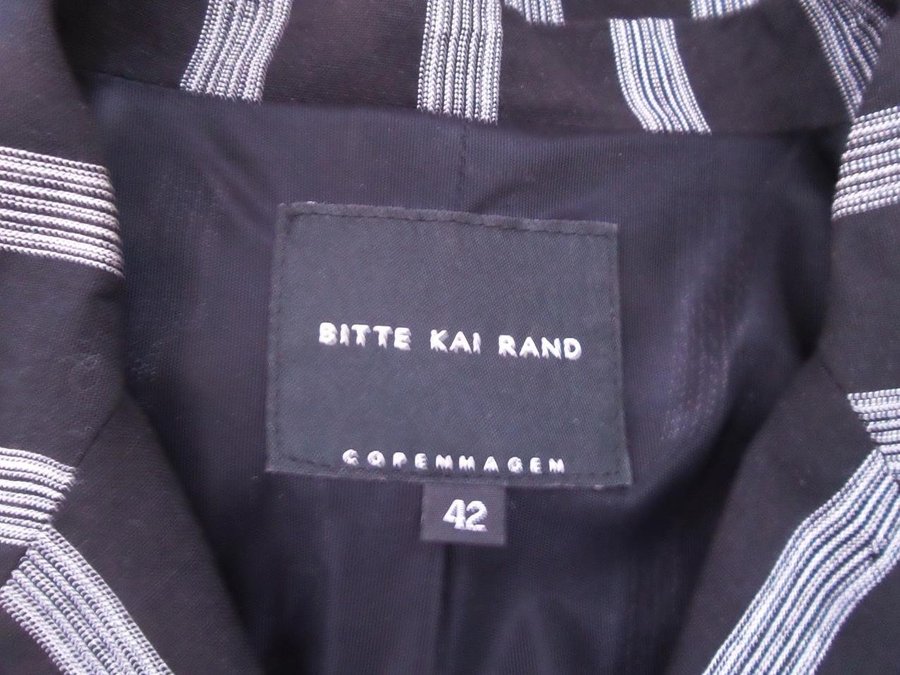 BITTE KAI RAND
COPENHAGEN
42